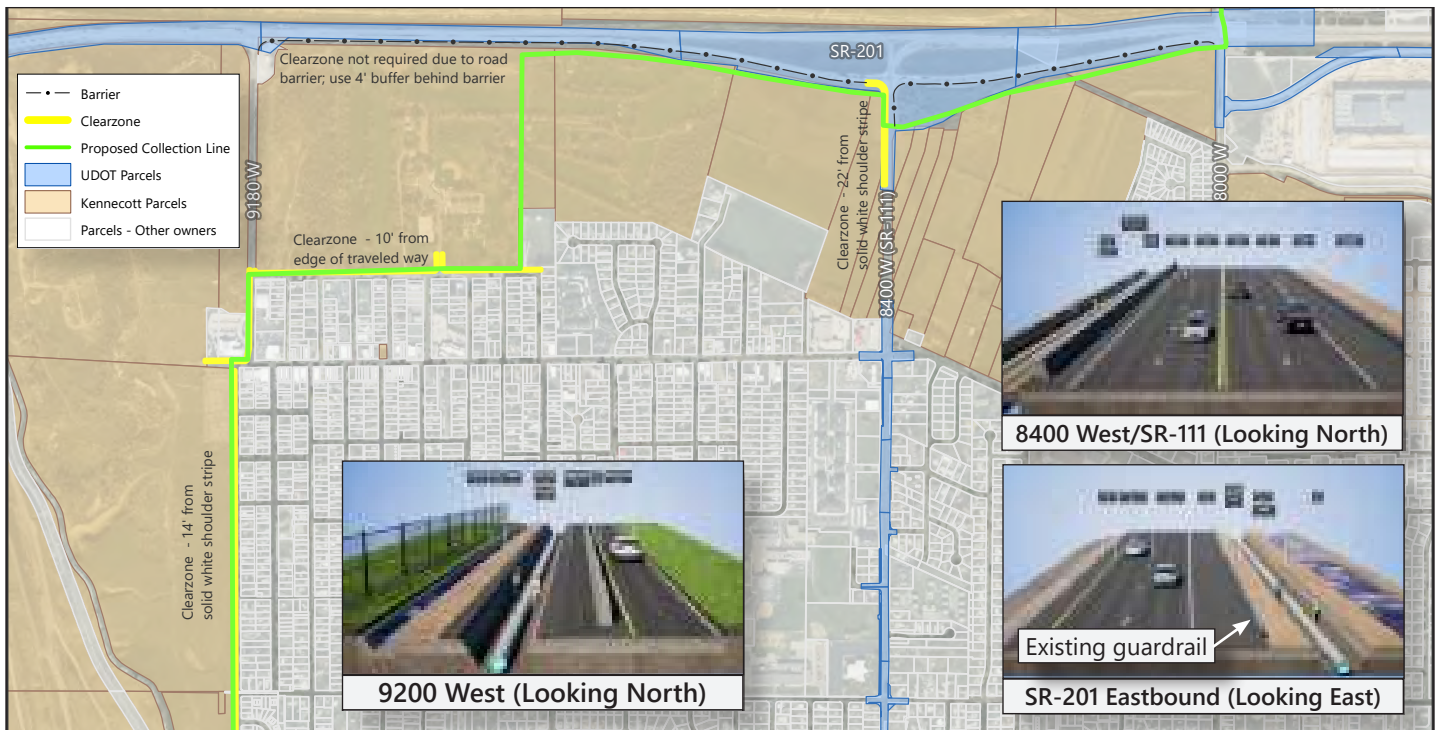 SR-201
Clearzone not required due to road
barrier; use 4' buffer behind barrier
Barrier
Clearzone
Proposed Collection Line
UDOT Parcels
Kennecott Parcels
Parcels - Other owners
9180 W
Clearzone - 10' from
edge of traveled way
Clearzone - 22' from
solid white shoulder stripe
8400 W (SR-111)
8000 W
8400 West/SR-111 (Looking North)
Clearzone - 14' from
solid white shoulder stripe
9200 West (Looking North)
Existing guardrail
SR-201 Eastbound (Looking East)